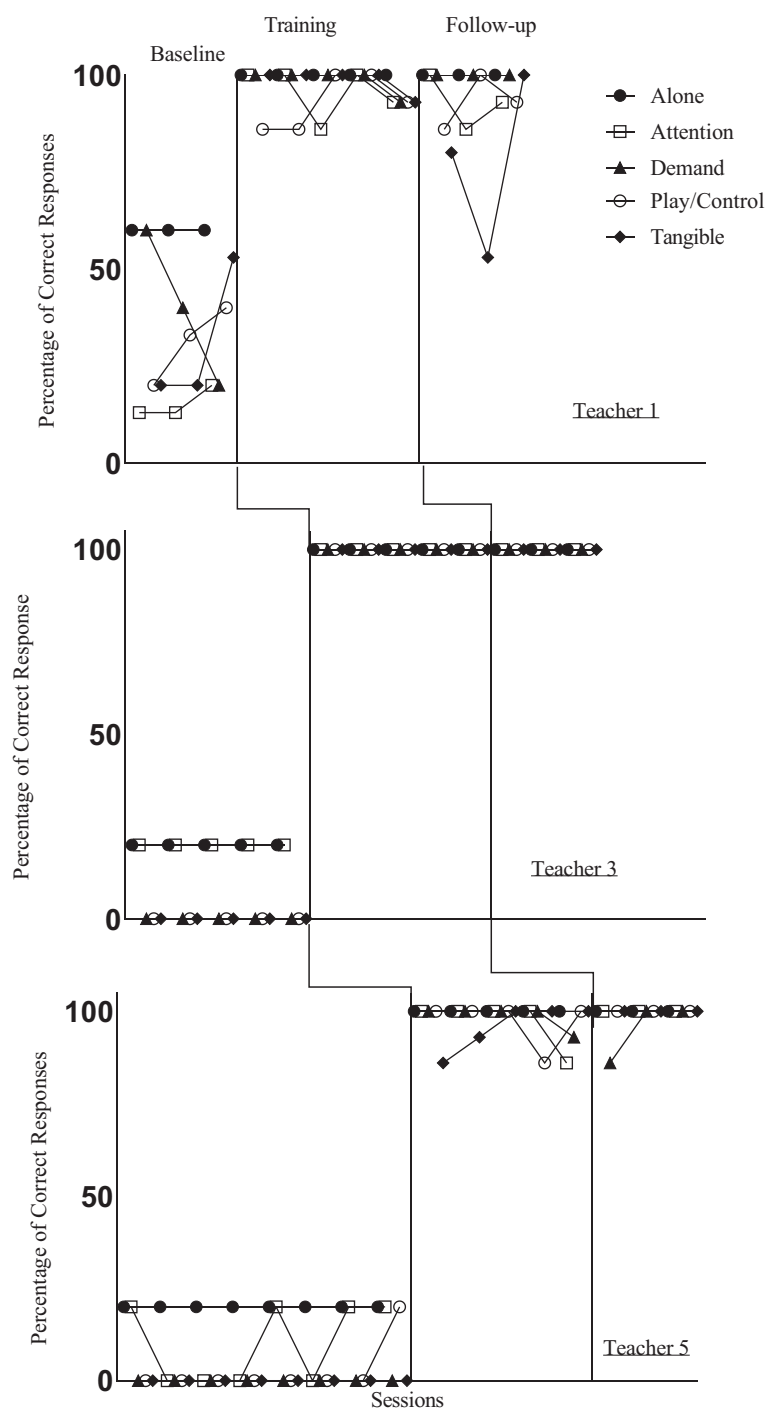 Training
Follow-up
Baseline
100
50
0
Percentage of Correct Responses
Alone
Attention
Demand
Play/Control
Tangible
Teacher 1
100
50
0
Percentage of Correct Response
Teacher 3
100
50
0
Percentage of Correct Responses
Teacher 5
Sessions